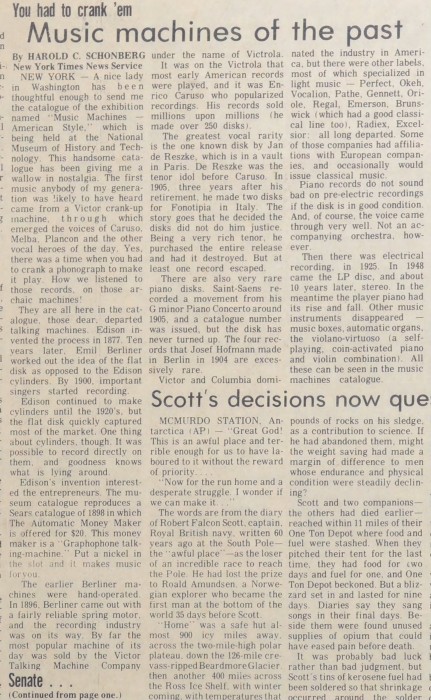 You had to crank 'em
Music machines of the past
By HAROLD C. SCHONBERG
New York Times News Service
NEW YORK — A nice lady
in Washington has been
thoughtful enough to send me
the catalogue of the exhibition
named "Music Machines —
American Style," which is
being held at the National
Museum of History and Tech-
nology. This handsome cata-
logue has been giving me a
wallow in nostalgia. The first
music anybody of my genera-
tion was likely to have heard
came from a Victor crank-up
machine, through which
emerged the voices of Caruso,
Melba, Plancon and the other
vocal heroes of the day. Yes,
there was a time when you had
to crank a phonograph to make
it play. How we listened to
those records, on those ar-
chaic machines!
They are all here in the cat-
alogue, those dear, departed
talking machines. Edison in-
vented the process in 1877. Ten
years later, Emil Berliner
worked out the idea of the flat
disk as opposed to the Edison
cylinders. By 1900, important
singers started recording.
Edison continued to make
cylinders until the 1920's, but
the flat disk quickly captured
most of the market. One thing
about cylinders, though. It was
possible to record directly on
them, and goodness knows
what is lying around.
Edison's invention interest-
ed the entrepreneurs. The mu-
seum catalogue reproduces a
Sears catalogue of 1898 in which
The Automatic Money Maker
is offered for $20. This money
maker is a "Graphophone talk-
ing-machine." Put a nickel in
the slot and it makes music
for you.
The earlier Berliner ma-
chines were hand-operated.
In 1896, Berliner came out with
a fairly reliable spring motor,
and the recording industry
was on its way. By far the
most popular machine of its
day was sold by the Victor
Talking Machine Company
under the name of Victrola.
It was on the Victrola that
most early American records
were played, and it was En-
rico Caruso who popularized
recordings. His records sold
millions upon millions (he
made over 250 disks).
The greatest vocal rarity
is the one known disk by Jan
de Reszke, which is in a vault
in Paris. De Reszke was the
tenor idol before Caruso. In
1905, three years after his
retirement, he made two disks
for Fonotipia in Italy. The
story goes that he decided the
disks did not do him justice.
Being a very rich tenor, he
purchased the entire release
and had it destroyed. But at
least one record escaped.
There are also very rare
piano disks. Saint-Saens re-
corded a movement from his
G minor Piano Concerto around
1905, and a catalogue number
was issued, but the disk has
never turned up. The four rec-
ords that Josef Hofmann made
in Berlin in 1904 are exces-
sively rare.
Victor and Columbia domi-
nated the industry in Ameri-
ca, but there were other labels,
most of which specialized in
light music — Perfect, Okeh,
Vocalion, Pathe, Gennett, Ori-
ole, Regal, Emerson, Bruns-
wick (which had a good classi-
cal line too), Radiex, Excel-
sior: all long departed. Some
of those companies had affilia-
tions with European compan-
ies, and occasionally would
issue classical music.
Piano records do not sound
bad on pre-electric recordings
if the disk is in good condition.
And, of course, the voice came
through very well. Not an ac-
companying orchestra, how-
ever.
Then there was electrical
recording, in 1925. In 1948
came the LP disc, and about
10 years later, stereo. In the
meantime the player piano had
its rise and fall. Other music
instruments disappeared —
music boxes, automatic organs,
the violano-virtuoso (a self-
playing, coin-activated piano
and violin combination). All
these can be seen in the music
machines catalogue.
Scott's decisions now que
MCMURDO STATION, An-
tarctica (AP) — "Great God!
This is an awful place and ter-
rible enough for us to have la-
boured to it without the reward
of priority. . . .
"Now for the run home and a
desperate struggle. I wonder if
we can make it. . ."
The words are from the diary
of Robert Falcon Scott, captain,
Royal British navy, written 60
years ago at the South Pole—
the "awful place"—as the loser
of an incredible race to reach
the Pole. He had lost the prize
to Roald Amundsen, a Norwe-
gian explorer who became the
first man at the bottom of the
world 35 days before Scott.
"Home" was a safe hut al-
most 900 icy miles away,
across the two-mile-high polar
plateau, down the 126-mile cre-
vass-ripped Beardmore Glacier,
then another 400 miles across
the Ross Ice Shelf, with winter
coming, with temperatures that
pounds of rocks on his sledge,
as a contribution to science. If
he had abandoned them, might
the weight saving had made a
margin of difference to men
whose endurance and physical
condition were steadily declin-
ing?
Scott and two companions—
the others had died earlier—
reached within 11 miles of their
One Ton Depot where food and
fuel were stashed. When they
pitched their tent for the last
time, they had food for two
days and fuel for one, and One
Ton Depot beckoned. But a bliz-
zard set in and lasted for nine
days. Diaries say they sang
songs in their final days. Be-
side them were found unused
supplies of opium that could
have eased pain before death.
It was probably bad luck
rather than bad judgment, but
Scott's tins of kerosene fuel had
been soldered so that shrinkage
occurred around the solder
Senate . . .
(Continued from page one.)